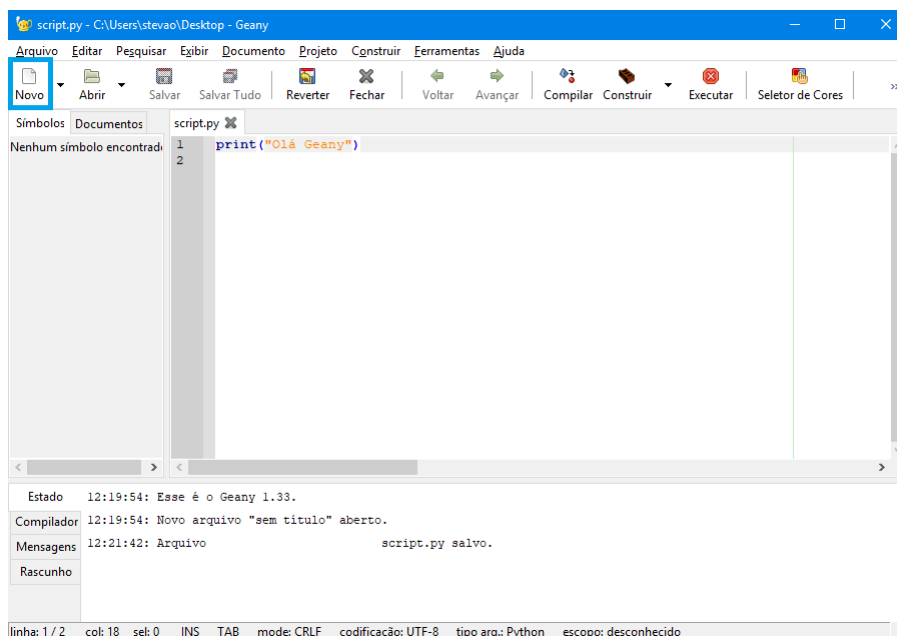 script.py - C:\Users\stevao\Desktop - Geany
Arquivo Editar Pesquisar Exibir Documento Projeto Construir Ferramentas Ajuda
Novo Abrir Salvar Salvar Tudo Reverter Fechar Voltar Avançar Compilar Construir Executar Seletor de Cores
Símbolos Documentos script.py
Nenhum símbolo encontrad
1 print("Olá Geany")
2
Estado 12:19:54: Esse é o Geany 1.33.
Compilador 12:19:54: Novo arquivo "sem título" aberto.
Mensagens 12:21:42: Arquivo script.py salvo.
Rascunho
linha: 1 / 2 col: 18 sel: 0 INS TAB mode: CRLF codificação: UTF-8 tipo arq.: Python escopo: desconhecido